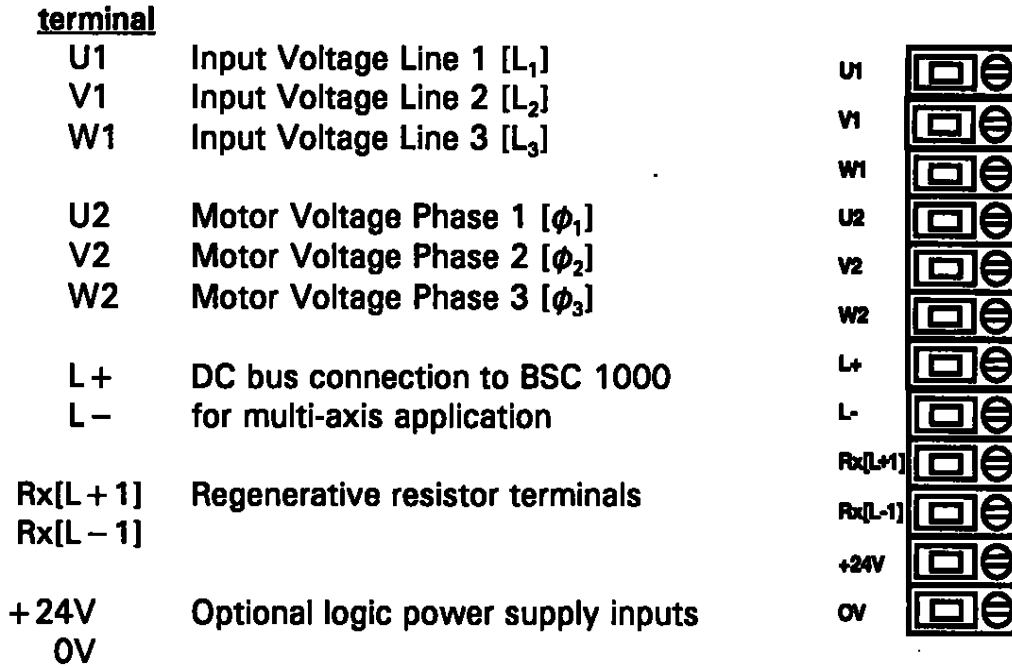 terminal
U1 Input Voltage Line 1 [L₁]
V1 Input Voltage Line 2 [L₂]
W1 Input Voltage Line 3 [L₃]
U2 Motor Voltage Phase 1 [ϕ₁]
V2 Motor Voltage Phase 2 [ϕ₂]
W2 Motor Voltage Phase 3 [ϕ₃]
L+ DC bus connection to BSC 1000
L− for multi-axis application
Rx[L+1] Regenerative resistor terminals
Rx[L−1]
+24V Optional logic power supply inputs
0V
U1
V1
W1
U2
V2
W2
L+
L-
Rx[L+1]
Rx[L-1]
+24V
0V